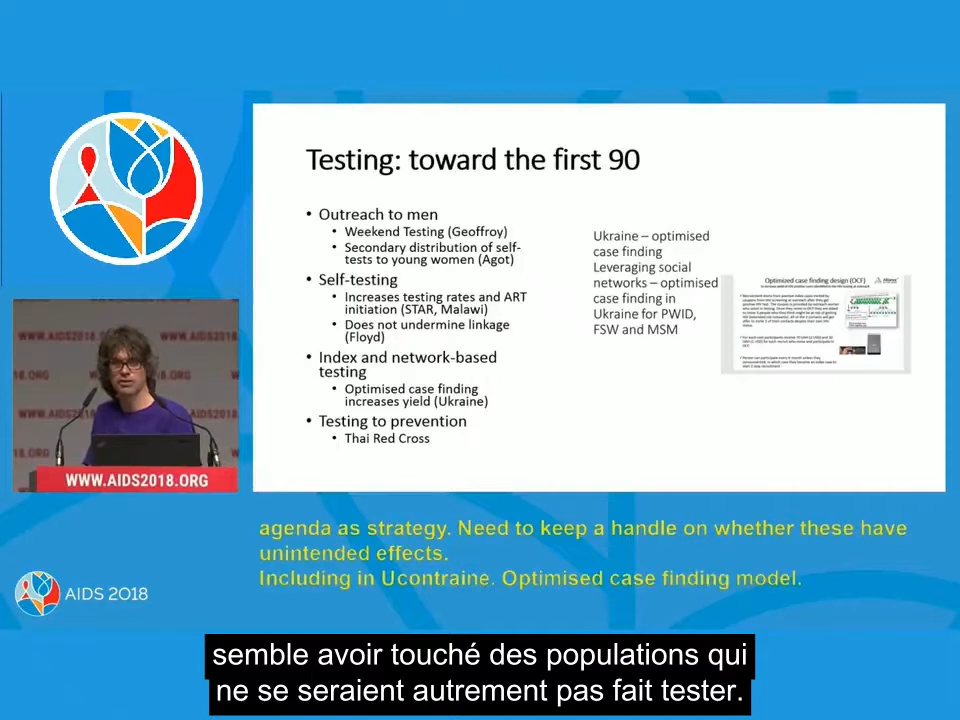 Testing: toward the first 90
• Outreach to men
• Weekend Testing (Geoffroy)
• Secondary distribution of self-
tests to young women (Agot)
• Self-testing
• Increases testing rates and ART
initiation (STAR, Malawi)
• Does not undermine linkage
(Floyd)
• Index and network-based
testing
• Optimised case finding
increases yield (Ukraine)
• Testing to prevention
• Thai Red Cross
Ukraine – optimised
case finding
Leveraging social
networks – optimised
case finding in
Ukraine for PWID,
FSW and MSM
Optimized case finding design (OCF)
WWW.AIDS2018.ORG
agenda as strategy. Need to keep a handle on whether these have
unintended effects.
Including in Ucontraine. Optimised case finding model.
AIDS 2018
semble avoir touché des populations qui
ne se seraient autrement pas fait tester.